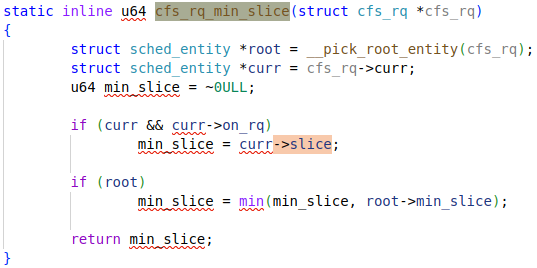 static inline u64 cfs_rq_min_slice(struct cfs_rq *cfs_rq)
{
        struct sched_entity *root = __pick_root_entity(cfs_rq);
        struct sched_entity *curr = cfs_rq->curr;
        u64 min_slice = ~0ULL;

        if (curr && curr->on_rq)
                min_slice = curr->slice;

        if (root)
                min_slice = min(min_slice, root->min_slice);

        return min_slice;
}